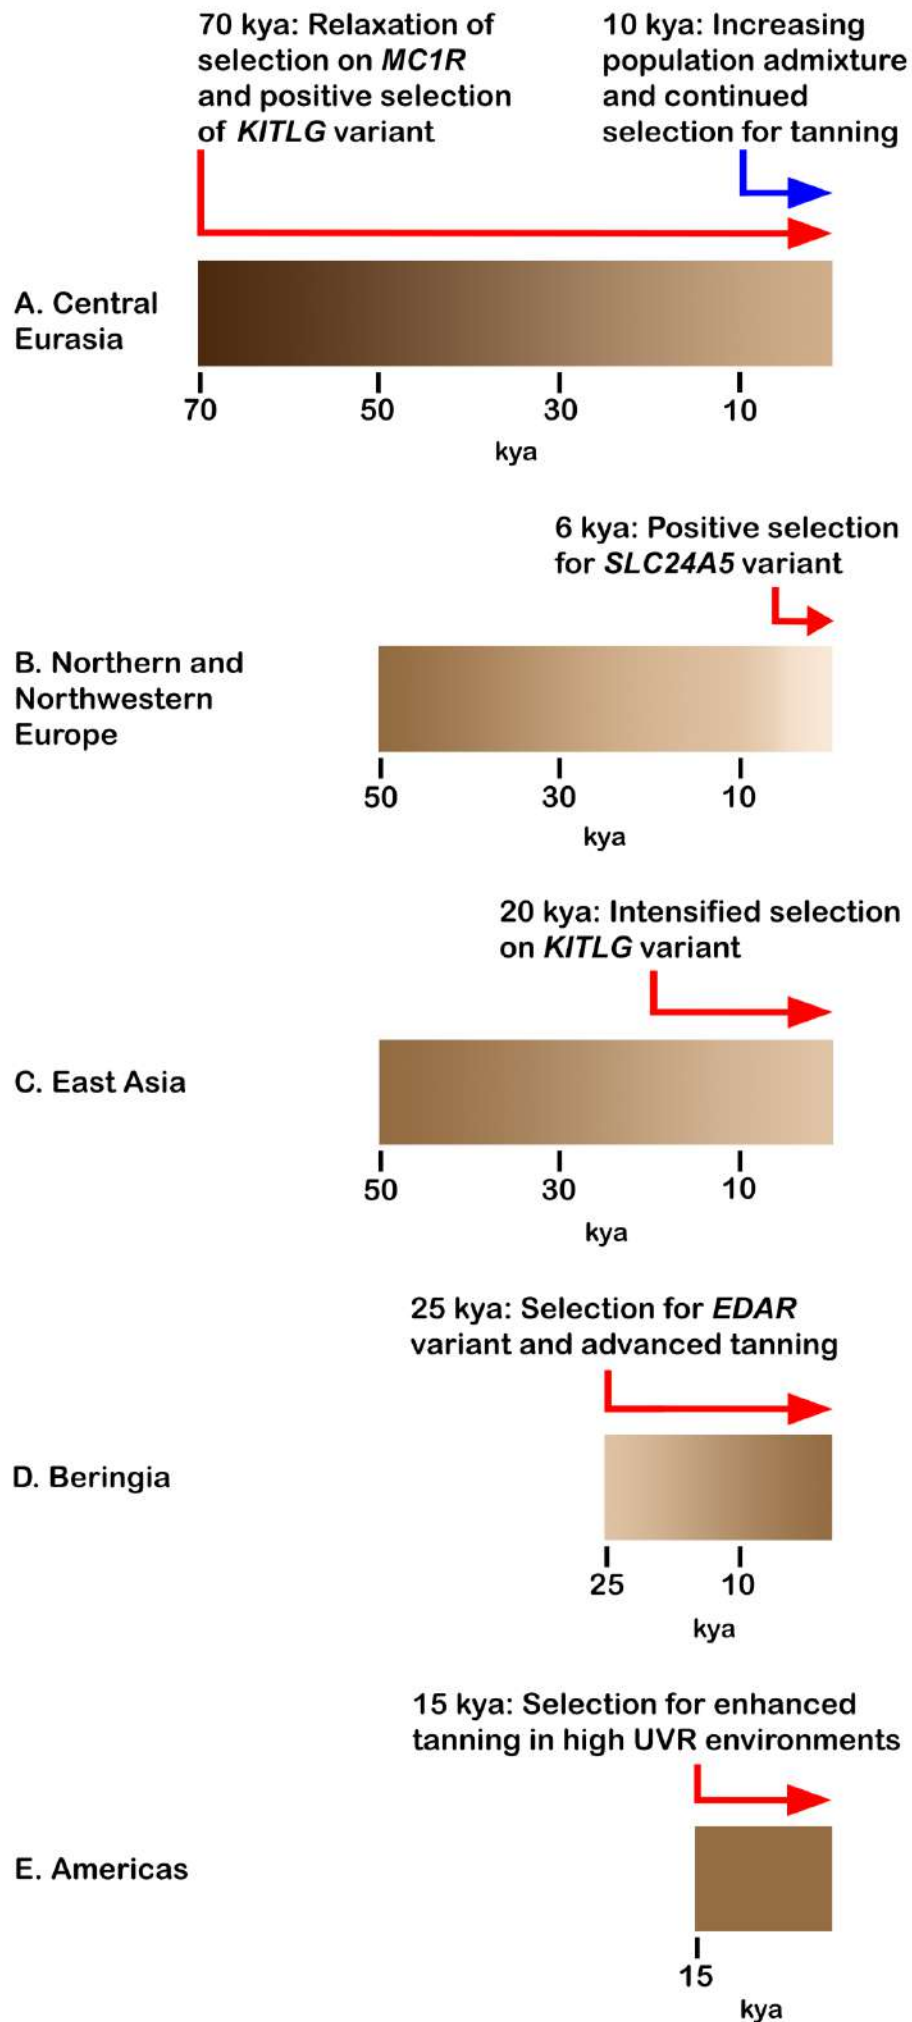 70 kya: Relaxation of
selection on MC1R
and positive selection
of KITLG variant
10 kya: Increasing
population admixture
and continued
selection for tanning
A. Central
Eurasia
70
50
30
10
kya
6 kya: Positive selection
for SLC24A5 variant
B. Northern and
Northwestern
Europe
50
30
10
kya
20 kya: Intensified selection
on KITLG variant
C. East Asia
50
30
10
kya
25 kya: Selection for EDAR
variant and advanced tanning
D. Beringia
25
10
kya
15 kya: Selection for enhanced
tanning in high UVR environments
E. Americas
15
kya